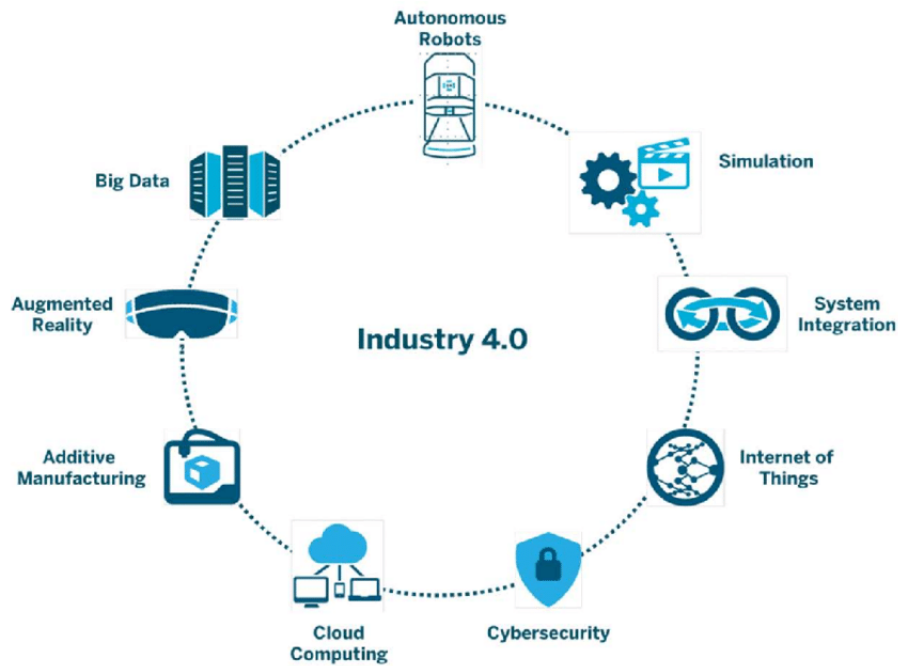 Autonomous
Robots
Simulation
Big Data
System
Integration
Augmented
Reality
Industry 4.0
Internet of
Things
Additive
Manufacturing
Cybersecurity
Cloud
Computing